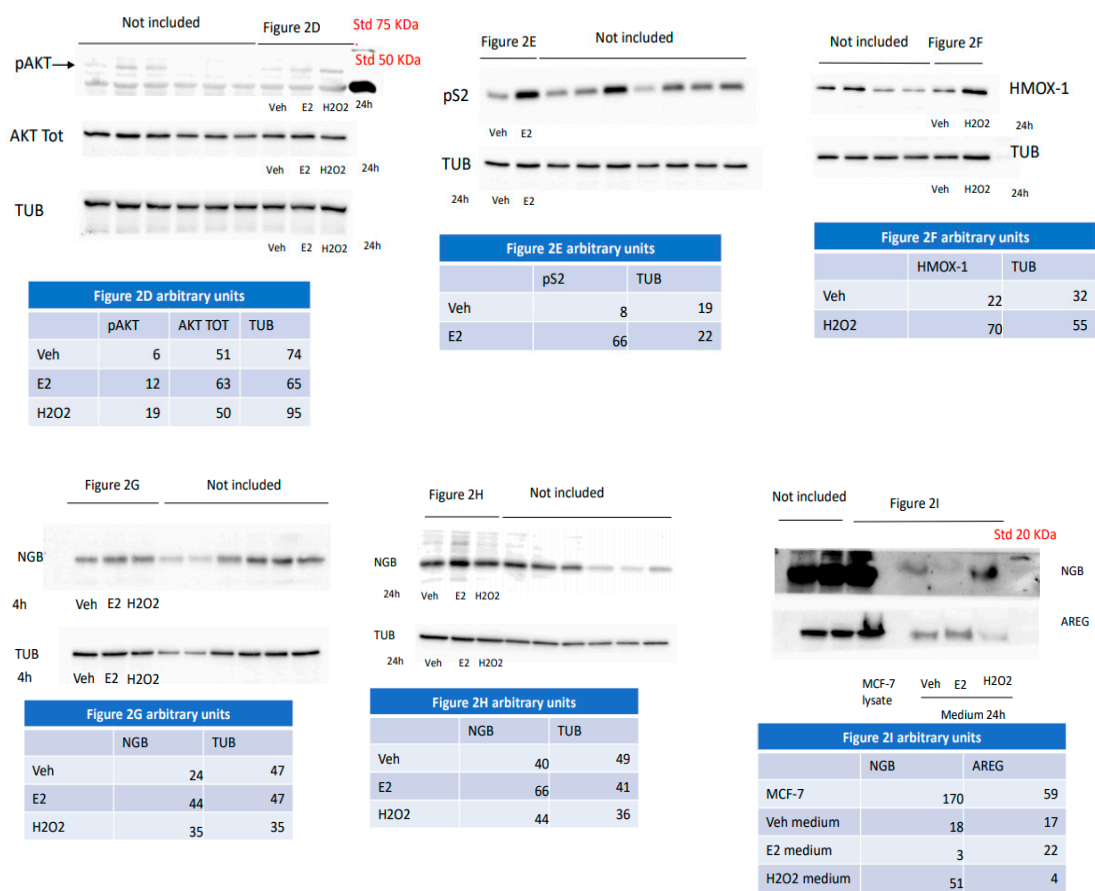 Not included
Figure 2D
Std 75 KDa
Std 50 KDa
pAKT
Veh E2 H2O2 24h
AKT Tot
Veh E2 H2O2 24h
TUB
Veh E2 H2O2 24h
Figure 2D arbitrary units
pAKT AKT TOT TUB
Veh 6 51 74
E2 12 63 65
H2O2 19 50 95
Figure 2E Not included
pS2
Veh E2
TUB
24h Veh E2
Figure 2E arbitrary units
pS2 TUB
Veh 8 19
E2 66 22
Not included Figure 2F
HMOX-1
Veh H2O2 24h
TUB
Veh H2O2 24h
Figure 2F arbitrary units
HMOX-1 TUB
Veh 22 32
H2O2 70 55
Figure 2G Not included
NGB
4h Veh E2 H2O2
TUB
4h Veh E2 H2O2
Figure 2G arbitrary units
NGB TUB
Veh 24 47
E2 44 47
H2O2 35 35
Figure 2H Not included
NGB
24h Veh E2 H2O2
TUB
24h Veh E2 H2O2
Figure 2H arbitrary units
NGB TUB
Veh 40 49
E2 66 41
H2O2 44 36
Not included Figure 2I
Std 20 KDa
NGB
AREG
MCF-7 Veh E2 H2O2
lysate
Medium 24h
Figure 2I arbitrary units
NGB AREG
MCF-7 170 59
Veh medium 18 17
E2 medium 3 22
H2O2 medium 51 4